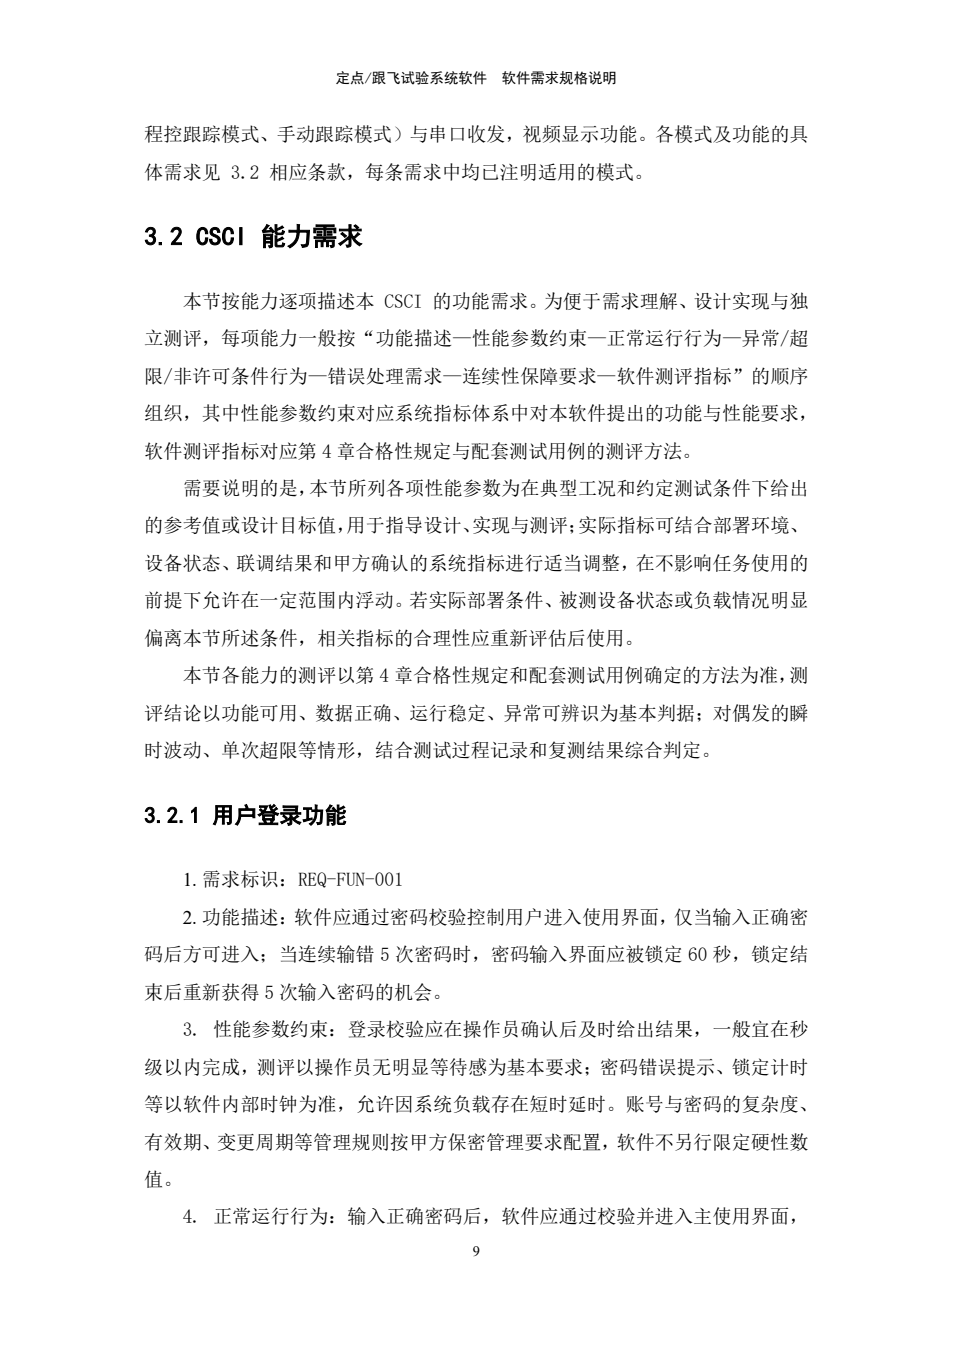 定点/跟飞试验系统软件 软件需求规格说明
程控跟踪模式、手动跟踪模式）与串口收发，视频显示功能。各模式及功能的具
体需求见 3.2 相应条款，每条需求中均已注明适用的模式。
3.2 CSCI 能力需求
本节按能力逐项描述本 CSCI 的功能需求。为便于需求理解、设计实现与独
立测评，每项能力一般按“功能描述—性能参数约束—正常运行行为—异常/超
限/非许可条件行为—错误处理需求—连续性保障要求—软件测评指标”的顺序
组织，其中性能参数约束对应系统指标体系中对本软件提出的功能与性能要求，
软件测评指标对应第 4 章合格性规定与配套测试用例的测评方法。
需要说明的是，本节所列各项性能参数为在典型工况和约定测试条件下给出
的参考值或设计目标值，用于指导设计、实现与测评；实际指标可结合部署环境、
设备状态、联调结果和甲方确认的系统指标进行适当调整，在不影响任务使用的
前提下允许在一定范围内浮动。若实际部署条件、被测设备状态或负载情况明显
偏离本节所述条件，相关指标的合理性应重新评估后使用。
本节各能力的测评以第 4 章合格性规定和配套测试用例确定的方法为准，测
评结论以功能可用、数据正确、运行稳定、异常可辨识为基本判据；对偶发的瞬
时波动、单次超限等情形，结合测试过程记录和复测结果综合判定。
3.2.1 用户登录功能
1. 需求标识：REQ-FUN-001
2. 功能描述：软件应通过密码校验控制用户进入使用界面，仅当输入正确密
码后方可进入；当连续输错 5 次密码时，密码输入界面应被锁定 60 秒，锁定结
束后重新获得 5 次输入密码的机会。
3. 性能参数约束：登录校验应在操作员确认后及时给出结果，一般宜在秒
级以内完成，测评以操作员无明显等待感为基本要求；密码错误提示、锁定计时
等以软件内部时钟为准，允许因系统负载存在短时延时。账号与密码的复杂度、
有效期、变更周期等管理规则按甲方保密管理要求配置，软件不另行限定硬性数
值。
4. 正常运行行为：输入正确密码后，软件应通过校验并进入主使用界面，
9